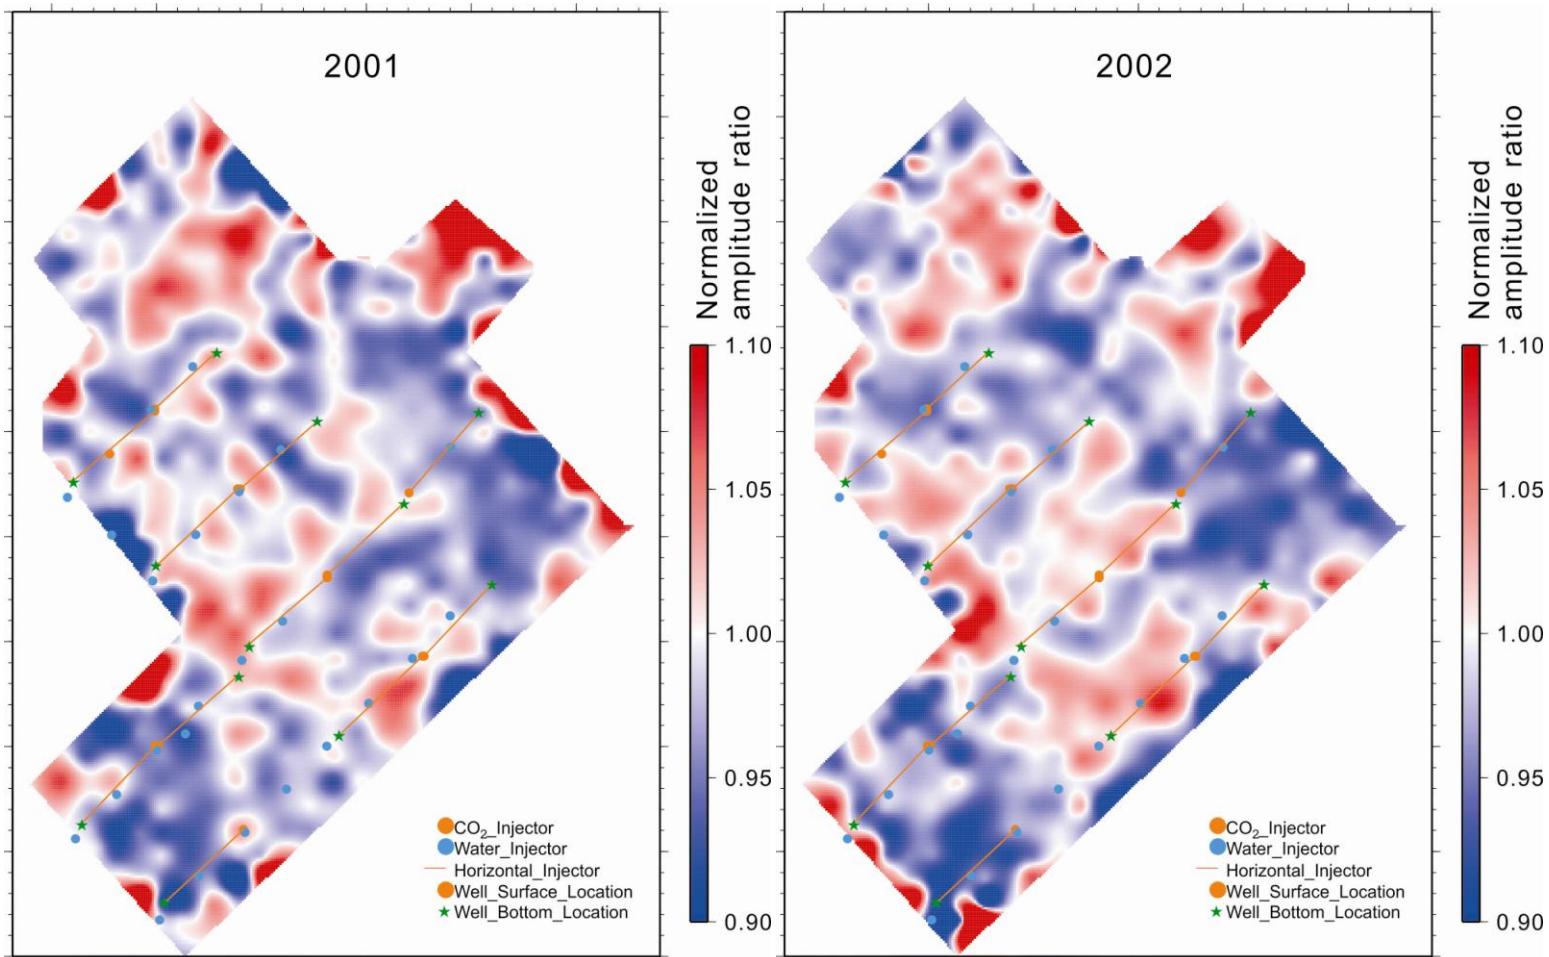 2001
Normalized
amplitude ratio
1.10
1.05
1.00
0.95
0.90
CO₂_Injector
Water_Injector
Horizontal_Injector
Well_Surface_Location
Well_Bottom_Location
2002
Normalized
amplitude ratio
1.10
1.05
1.00
0.95
0.90
CO₂_Injector
Water_Injector
Horizontal_Injector
Well_Surface_Location
Well_Bottom_Location